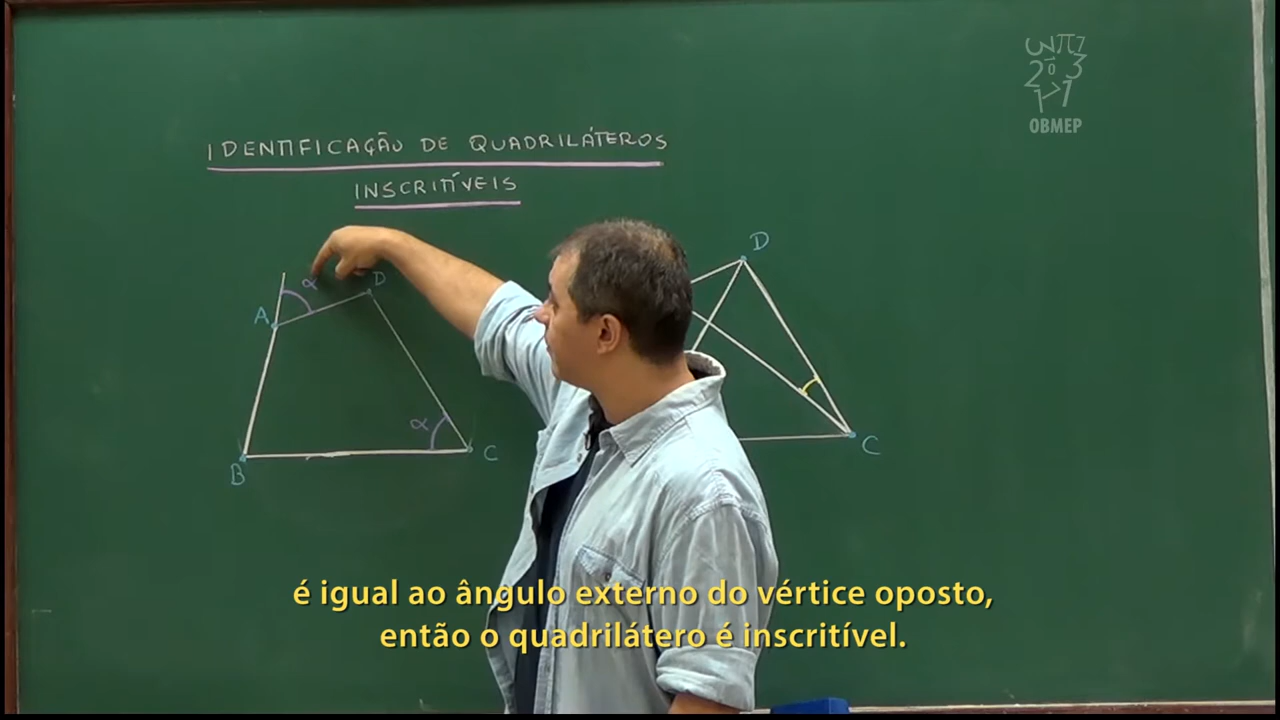 OBMEP
IDENTIFICAÇÃO DE QUADRILÁTEROS
INSCRITÍVEIS
D
α
D
A
α
C
C
B
é igual ao ângulo externo do vértice oposto,
então o quadrilátero é inscritível.